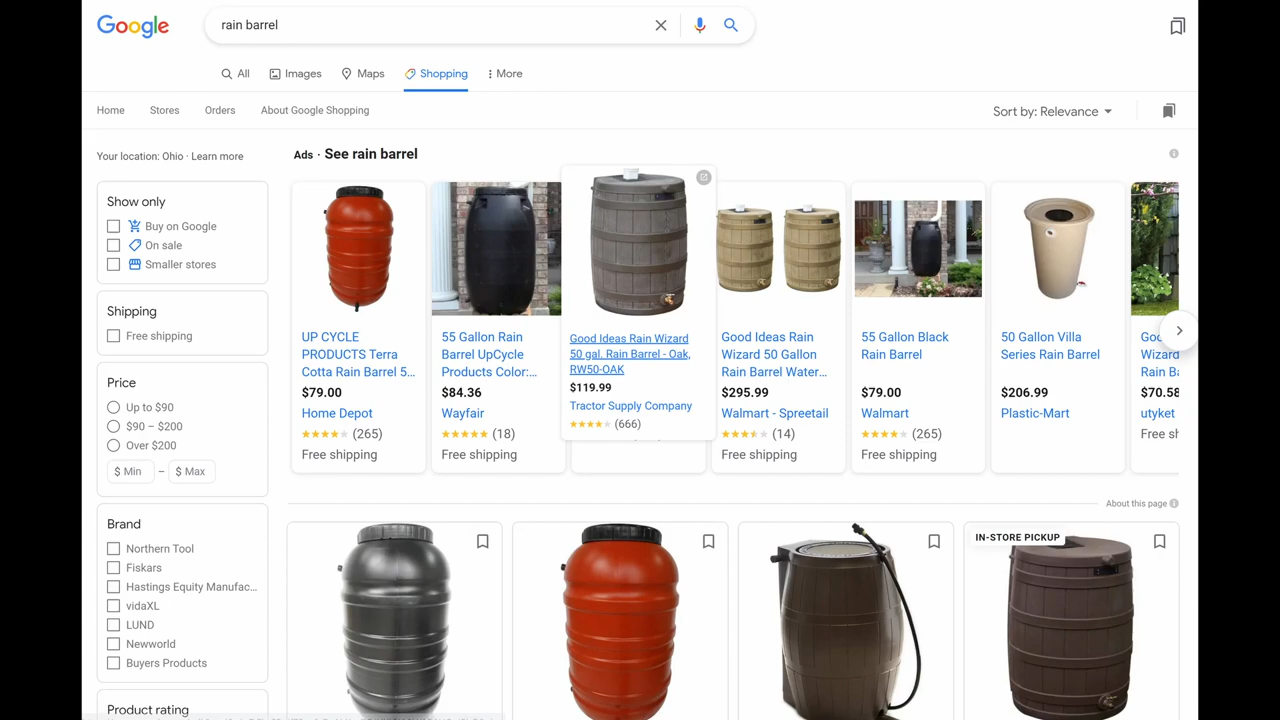 Google
rain barrel
All Images Maps Shopping More
Home Stores Orders About Google Shopping
Sort by: Relevance
Your location: Ohio · Learn more
Show only
Buy on Google
On sale
Smaller stores
Shipping
Free shipping
Price
Up to $90
$90 – $200
Over $200
$ Min – $ Max
Brand
Northern Tool
Fiskars
Hastings Equity Manufac...
vidaXL
LUND
Newworld
Buyers Products
Product rating
Ads · See rain barrel
UP CYCLE
PRODUCTS Terra
Cotta Rain Barrel 5...
$79.00
Home Depot
(265)
Free shipping
55 Gallon Rain
Barrel UpCycle
Products Color:...
$84.36
Wayfair
(18)
Free shipping
Good Ideas Rain Wizard
50 gal. Rain Barrel - Oak,
RW50-OAK
$119.99
Tractor Supply Company
(666)
Good Ideas Rain
Wizard 50 Gallon
Rain Barrel Water...
$295.99
Walmart - Spreetail
(14)
Free shipping
55 Gallon Black
Rain Barrel
$79.00
Walmart
(265)
Free shipping
50 Gallon Villa
Series Rain Barrel
$206.99
Plastic-Mart
Wizard
Rain Ba
$70.58
utyket
Free sh
About this page
IN-STORE PICKUP